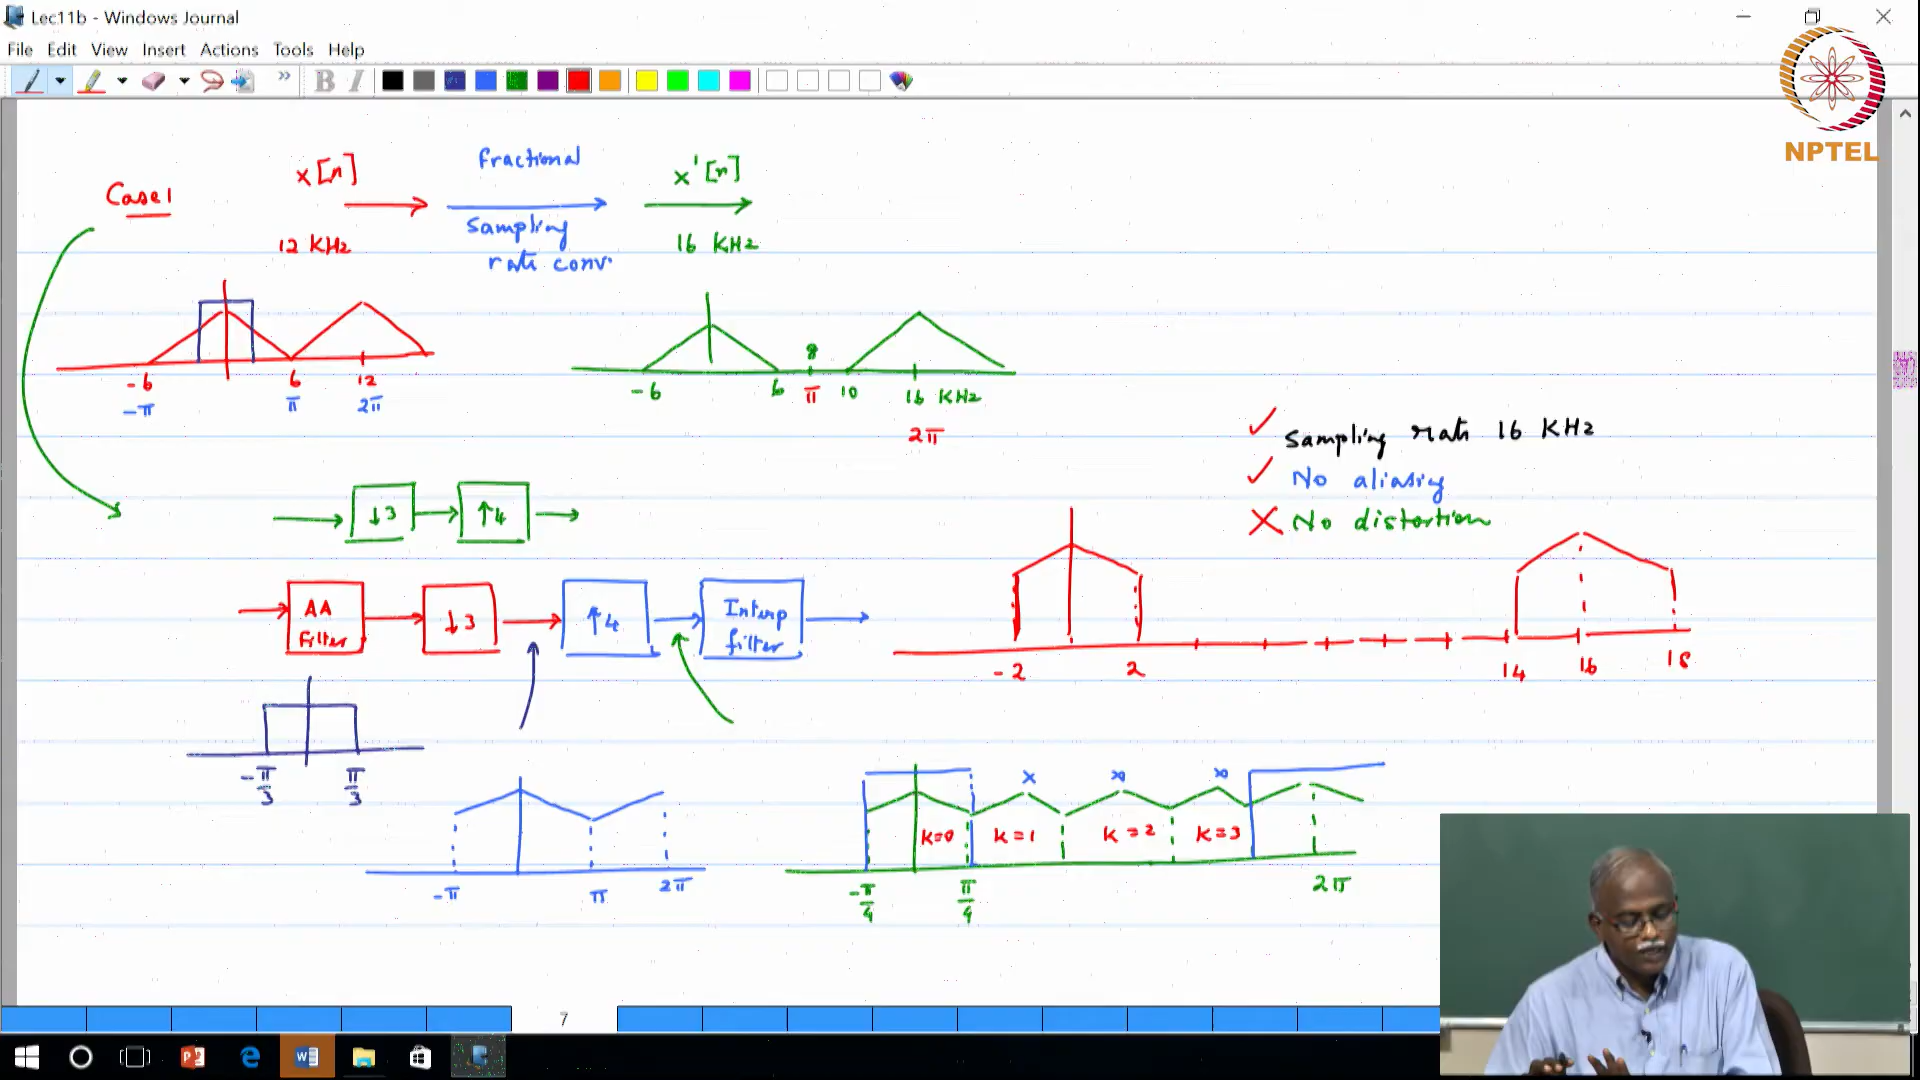 Lec11b - Windows Journal
File Edit View Insert Actions Tools Help
B I
NPTEL
Case1
x[n]
Fractional
x'[n]
12 KHz
Sampling
rate conv.
16 KHz
-6 6 12
-π π 2π
8
-6 6 π 10 16 KHz
2π
✓ Sampling rate 16 KHz
✓ No aliasing
✗ No distortion
↓3 ↑4
AA
Filter
↓3
↑4
Interp
filter
-2 2 14 16 18
-π/3 π/3
x x x
K=0 K=1 K=2 K=3
-π π 2π
-π/4 π/4 2π
7